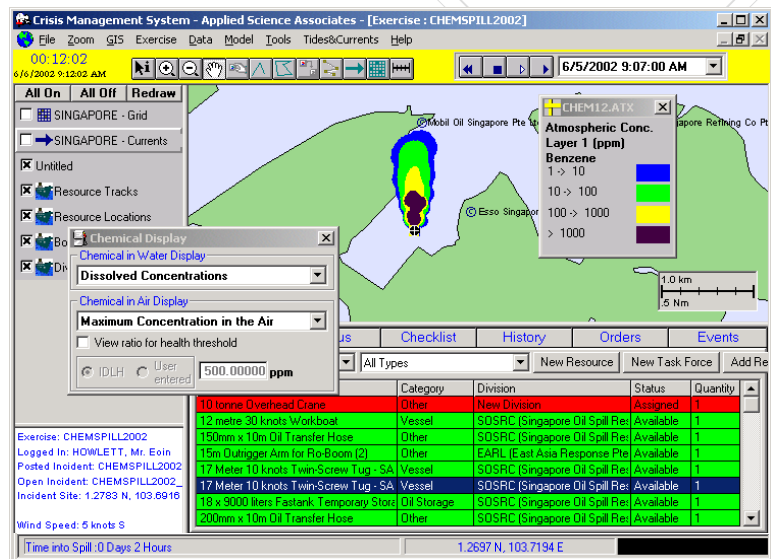 Crisis Management System - Applied Science Associates - [Exercise : CHEMSPILL2002]
File Zoom GIS Exercise Data Model Tools Tides&Currents Help
00:12:02
6/6/2002 9:12:02 AM
6/5/2002 9:07:00 AM
All On All Off Redraw
SINGAPORE - Grid
SINGAPORE - Currents
Untitled
Resource Tracks
Resource Locations
Bo
Div
©Mobil Oil Singapore Pte
apore Refining Co Pt
© Esso Singapor
CHEM12.ATX
Atmospheric Conc.
Layer 1 (ppm)
Benzene
1 -> 10
10 -> 100
100 -> 1000
> 1000
1.0 km
.5 Nm
Chemical Display
Chemical in Water Display
Dissolved Concentrations
Chemical in Air Display
Maximum Concentration in the Air
View ratio for health threshold
IDLH
User entered
500.00000 ppm
us Checklist History Orders Events
All Types New Resource New Task Force Add Re
Category Division Status Quantity
10 tonne Overhead Crane Other New Division Assigned 1
12 metre 30 knots Workboat Vessel SOSRC (Singapore Oil Spill Re: Available 1
150mm x 10m Oil Transfer Hose Other SOSRC (Singapore Oil Spill Re: Available 1
15m Outrigger Arm for Ro-Boom (2) Other EARL (East Asia Response Pte Available 1
17 Meter 10 knots Twin-Screw Tug - SA Vessel SOSRC (Singapore Oil Spill Re: Available 1
17 Meter 10 knots Twin-Screw Tug - SA Vessel SOSRC (Singapore Oil Spill Re: Available 1
18 x 9000 liters Fastank Temporary Stora Oil Storage SOSRC (Singapore Oil Spill Re: Available 1
200mm x 10m Oil Transfer Hose Other SOSRC (Singapore Oil Spill Re: Available 1
Exercise: CHEMSPILL2002
Logged In: HOWLETT, Mr. Eoin
Posted Incident: CHEMSPILL2002
Open Incident: CHEMSPILL2002_
Incident Site: 1.2783 N, 103.6916
Wind Speed: 5 knots S
Time into Spill :0 Days 2 Hours
1.2697 N, 103.7194 E